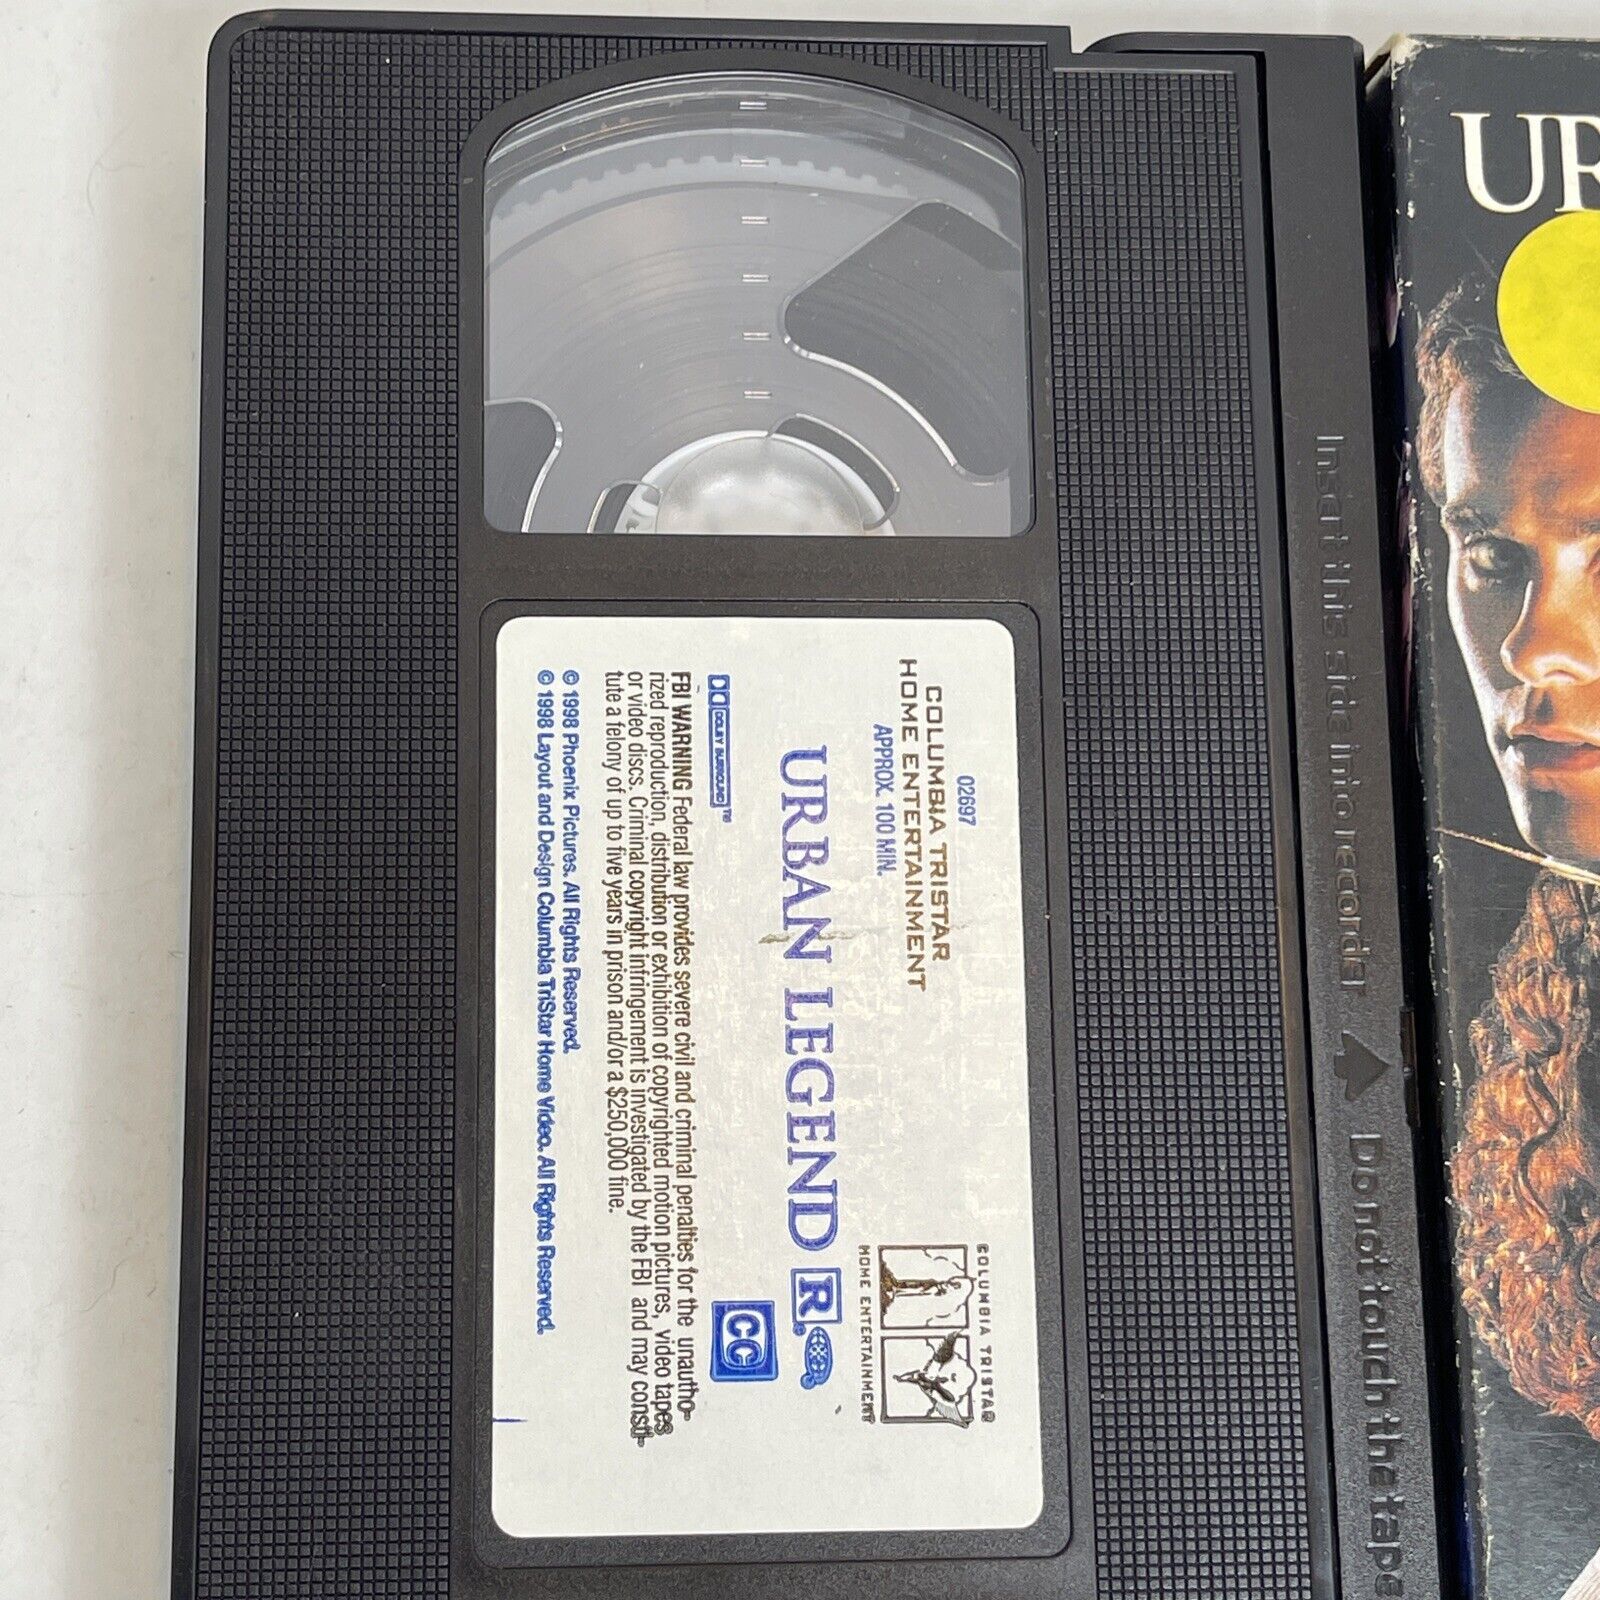 02697
COLUMBIA TRISTAR
HOME ENTERTAINMENT
APPROX. 100 MIN.
COLUMBIA TRISTAR
HOME ENTERTAINMENT
URBAN LEGEND R
DOLBY SURROUND™
CC
FBI WARNING Federal law provides severe civil and criminal penalties for the unautho-
rized reproduction, distribution or exhibition of copyrighted motion pictures, video tapes
or video discs. Criminal copyright infringement is investigated by the FBI and may consti-
tute a felony of up to five years in prison and/or a $250,000 fine.
© 1998 Phoenix Pictures. All Rights Reserved.
© 1998 Layout and Design Columbia TriStar Home Video. All Rights Reserved.
Insert this side into recorder Do not touch the tape
UR